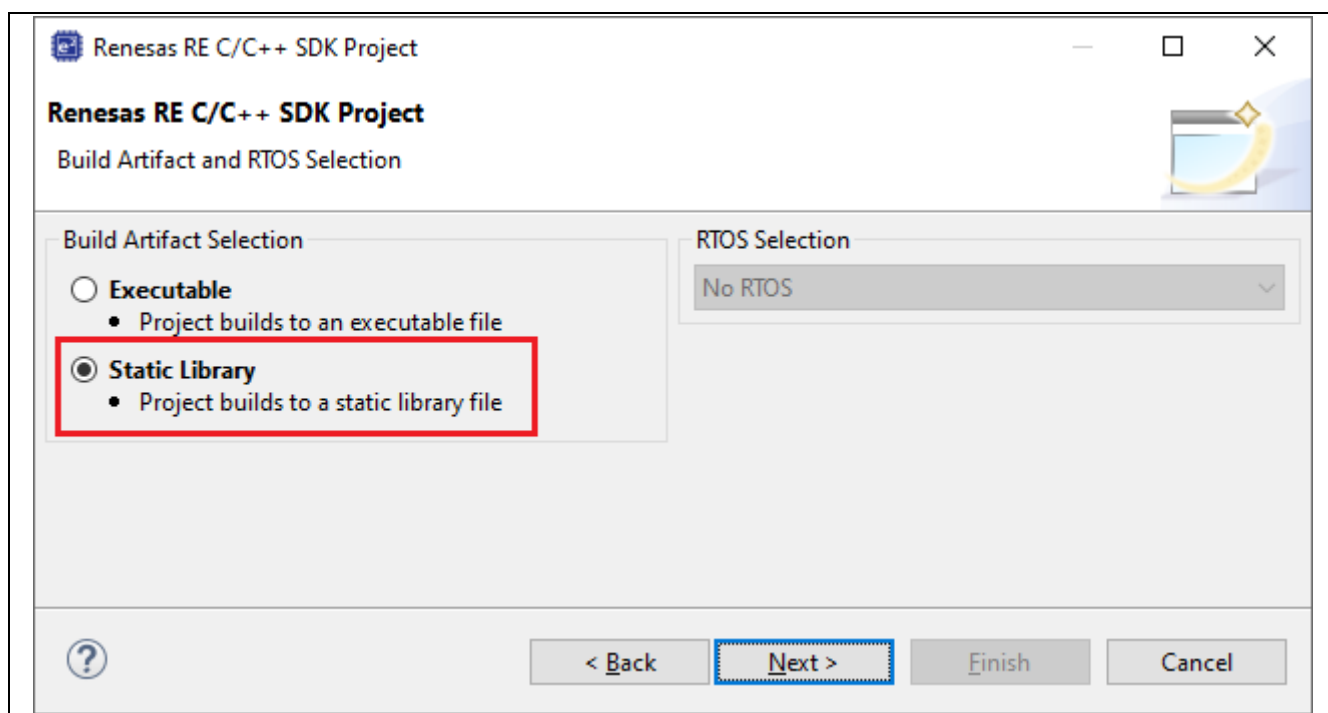 Renesas RE C/C++ SDK Project
Renesas RE C/C++ SDK Project
Build Artifact and RTOS Selection
Build Artifact Selection
Executable
• Project builds to an executable file
Static Library
• Project builds to a static library file
RTOS Selection
No RTOS
< Back
Next >
Finish
Cancel